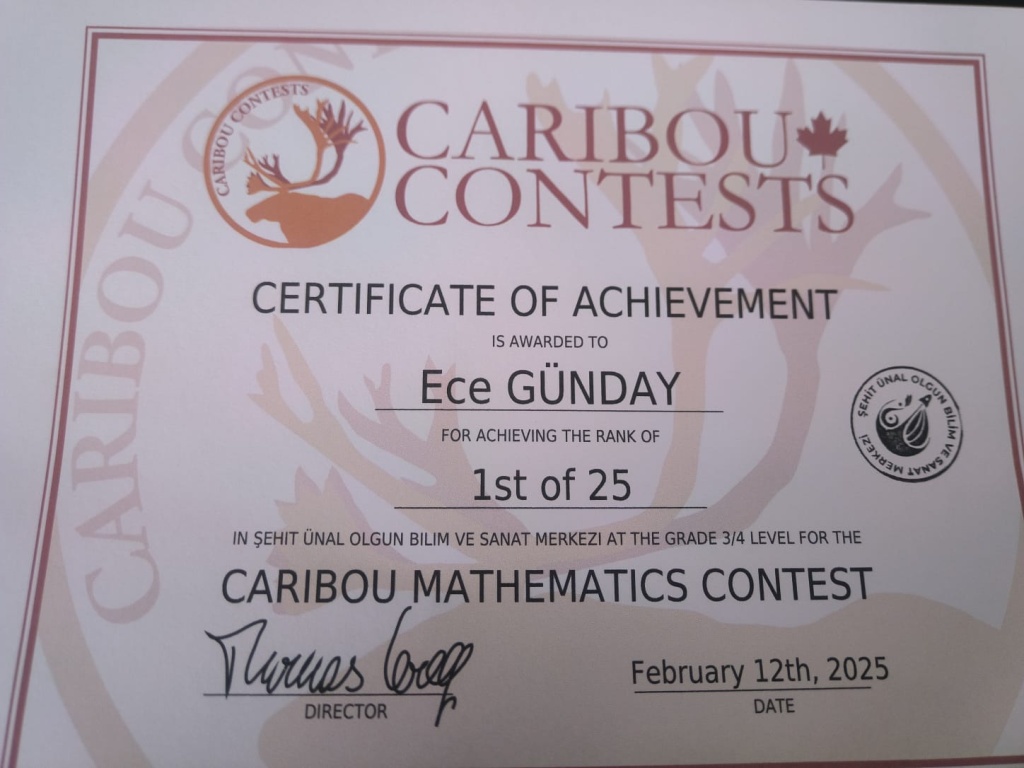 CARIBOU CONTESTS
CARIBOU
CONTESTS
CERTIFICATE OF ACHIEVEMENT
IS AWARDED TO
Ece GÜNDAY
FOR ACHIEVING THE RANK OF
1st of 25
ŞEHİT ÜNAL OLGUN BİLİM VE SANAT MERKEZİ
IN ŞEHIT ÜNAL OLGUN BILIM VE SANAT MERKEZI AT THE GRADE 3/4 LEVEL FOR THE
CARIBOU MATHEMATICS CONTEST
February 12th, 2025
DIRECTOR
DATE
CARIBOU CONT